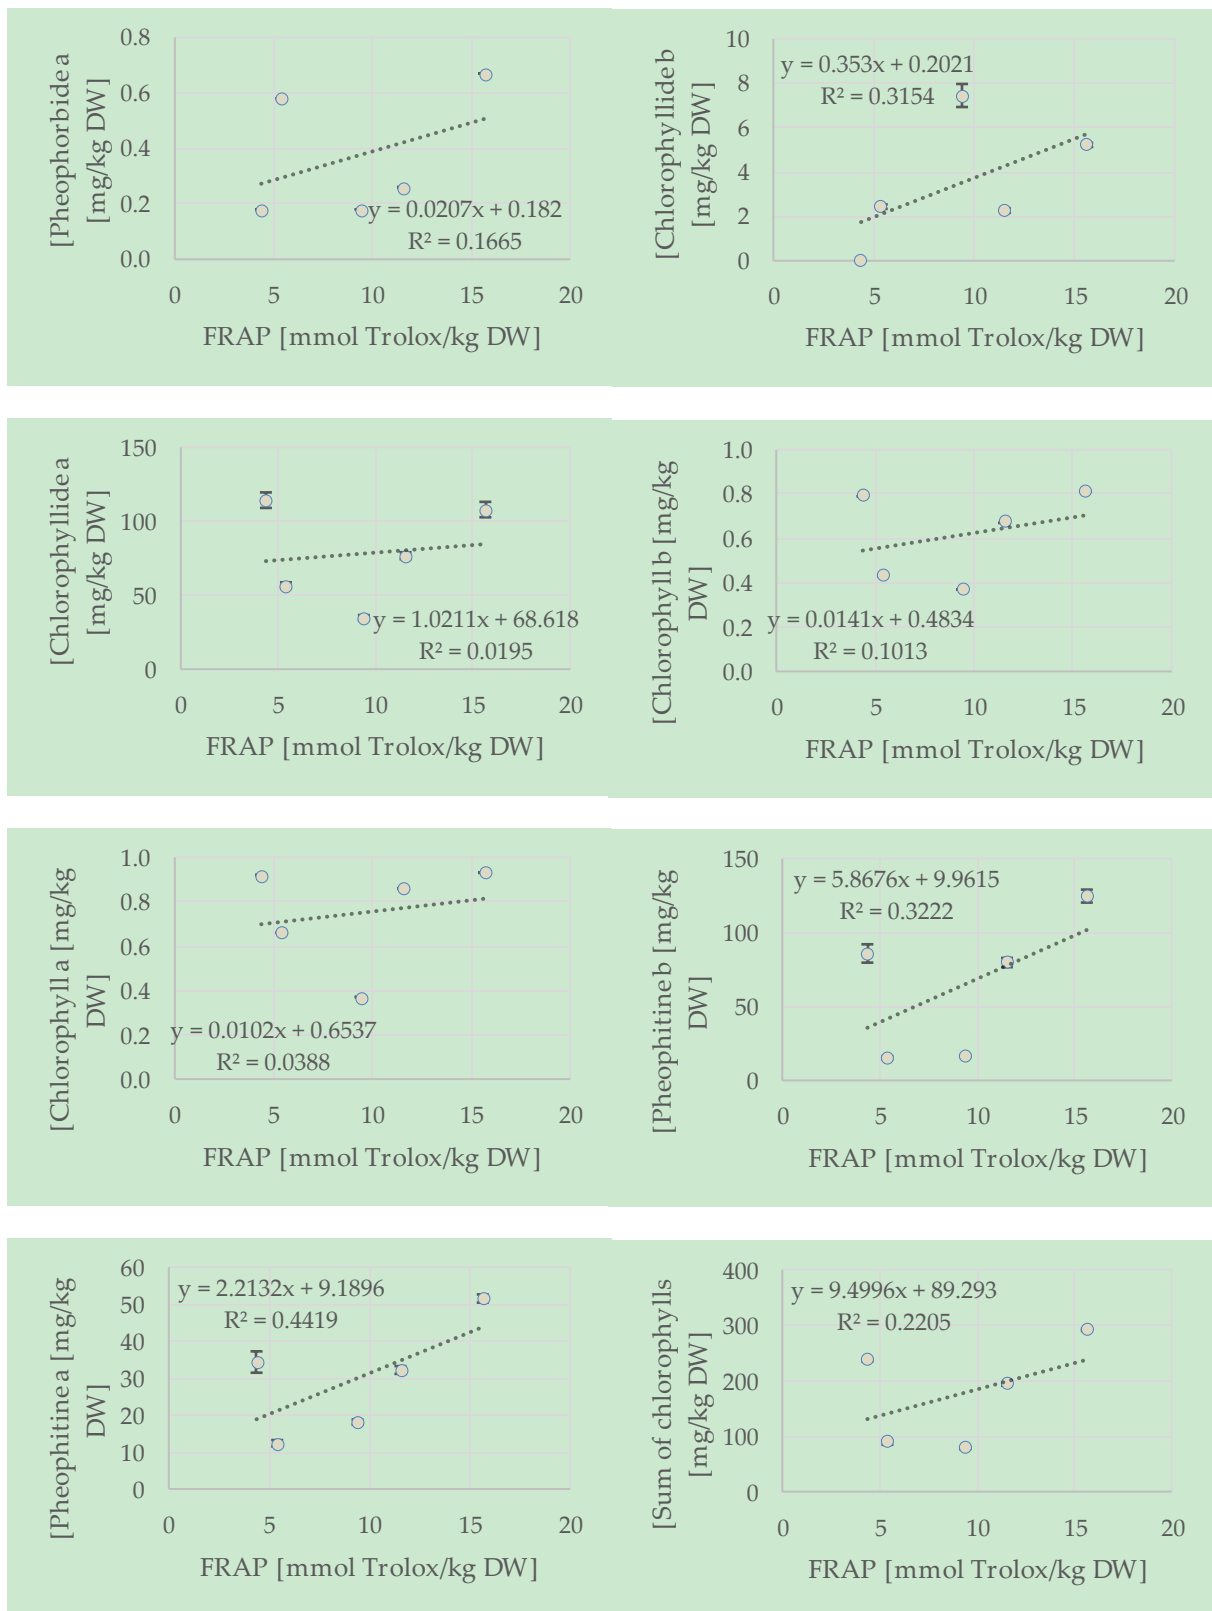 [Pheophorbide a
[mg/kg DW]
0.8
0.6
0.4
0.2
0.0
y = 0.0207x + 0.182
R² = 0.1665
0 5 10 15 20
FRAP [mmol Trolox/kg DW]
[Chlorophyllide b
[mg/kg DW]
10
8
6
4
2
0
y = 0.353x + 0.2021
R² = 0.3154
0 5 10 15 20
FRAP [mmol Trolox/kg DW]
[Chlorophyllide a
[mg/kg DW]
150
100
50
0
y = 1.0211x + 68.618
R² = 0.0195
0 5 10 15 20
FRAP [mmol Trolox/kg DW]
[Chlorophyll b [mg/kg
DW]
1.0
0.8
0.6
0.4
0.2
0.0
y = 0.0141x + 0.4834
R² = 0.1013
0 5 10 15 20
FRAP [mmol Trolox/kg DW]
[Chlorophyll a [mg/kg
DW]
1.0
0.8
0.6
0.4
0.2
0.0
y = 0.0102x + 0.6537
R² = 0.0388
0 5 10 15 20
FRAP [mmol Trolox/kg DW]
[Pheophitine b [mg/kg
DW]
150
100
50
0
y = 5.8676x + 9.9615
R² = 0.3222
0 5 10 15 20
FRAP [mmol Trolox/kg DW]
[Pheophitine a [mg/kg
DW]
60
50
40
30
20
10
0
y = 2.2132x + 9.1896
R² = 0.4419
0 5 10 15 20
FRAP [mmol Trolox/kg DW]
[Sum of chlorophylls
[mg/kg DW]
400
300
200
100
0
y = 9.4996x + 89.293
R² = 0.2205
0 5 10 15 20
FRAP [mmol Trolox/kg DW]